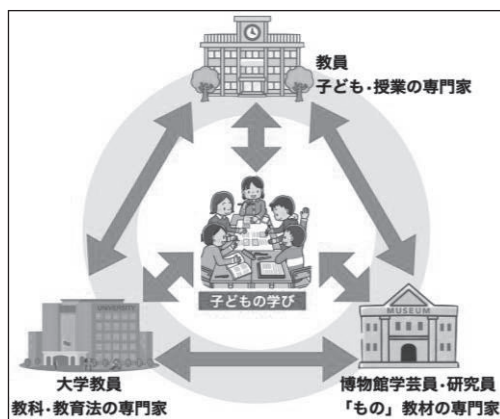 教員
子ども・授業の専門家
子どもの学び
UNIVERSITY
MUSEUM
大学教員
教科・教育法の専門家
博物館学芸員・研究員
「もの」教材の専門家